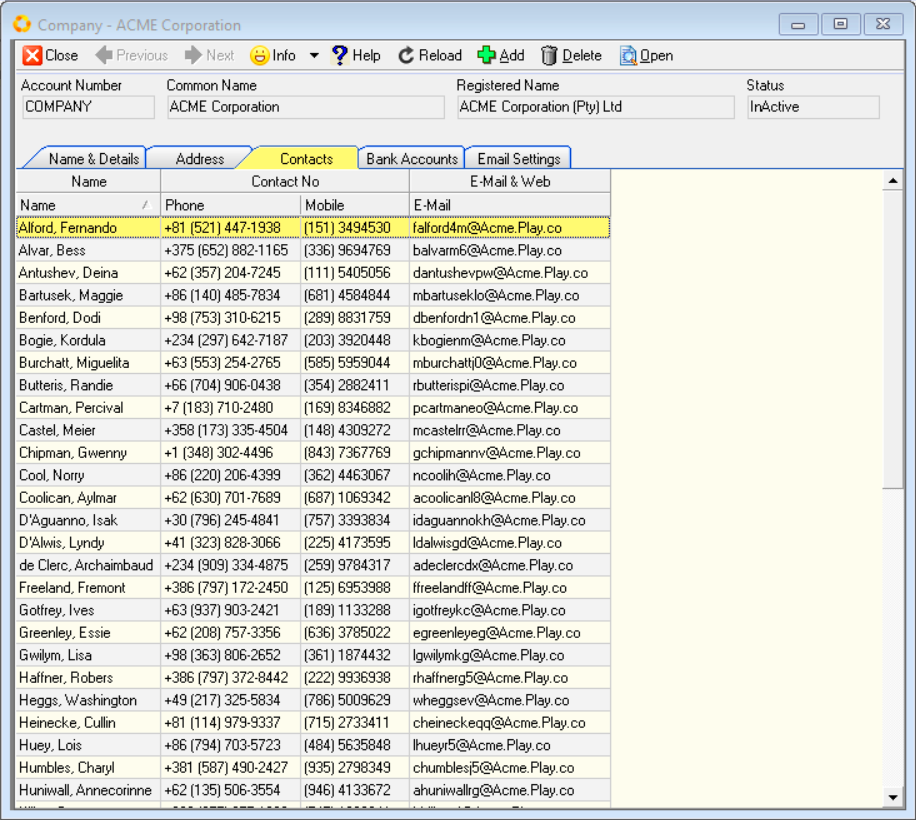 Company - ACME Corporation
Close Previous Next Info Help Reload Add Delete Open
Account Number Common Name Registered Name Status
COMPANY ACME Corporation ACME Corporation (Pty) Ltd InActive
Name & Details Address Contacts Bank Accounts Email Settings
Name Contact No E-Mail & Web
Name Phone Mobile E-Mail
Alford, Fernando +81 (521) 447-1938 (151) 3494530 falford4m@Acme.Play.co
Alvar, Bess +375 (652) 882-1165 (336) 9694769 balvarm6@Acme.Play.co
Antushev, Deina +62 (357) 204-7245 (111) 5405056 dantushevpw@Acme.Play.co
Bartusek, Maggie +86 (140) 485-7834 (681) 4584844 mbartuseklo@Acme.Play.co
Benford, Dodi +98 (753) 310-6215 (289) 8831759 dbenfordn1@Acme.Play.co
Bogie, Kordula +234 (297) 642-7187 (203) 3920448 kbogienm@Acme.Play.co
Burchatt, Miguelita +63 (553) 254-2765 (585) 5959044 mburchattj0@Acme.Play.co
Butteris, Randie +66 (704) 906-0438 (354) 2882411 rbutterispi@Acme.Play.co
Cartman, Percival +7 (183) 710-2480 (169) 8346882 pcartmaneo@Acme.Play.co
Castel, Meier +358 (173) 335-4504 (148) 4309272 mcastelrr@Acme.Play.co
Chipman, Gwenny +1 (348) 302-4496 (843) 7367769 gchipmannv@Acme.Play.co
Cool, Norry +86 (220) 206-4399 (362) 4463067 ncoolih@Acme.Play.co
Coolican, Aylmar +62 (630) 701-7689 (687) 1069342 acoolicanl8@Acme.Play.co
D'Aguanno, Isak +30 (796) 245-4841 (757) 3393834 idaguannokh@Acme.Play.co
D'Alwis, Lyndy +41 (323) 828-3066 (225) 4173595 ldalwisgd@Acme.Play.co
de Clerc, Archaimbaud +234 (909) 334-4875 (259) 9784317 adeclercdx@Acme.Play.co
Freeland, Fremont +386 (797) 172-2450 (125) 6953988 ffreelandff@Acme.Play.co
Gotfrey, Ives +63 (937) 903-2421 (189) 1133288 igotfreykc@Acme.Play.co
Greenley, Essie +62 (208) 757-3356 (636) 3785022 egreenleyeg@Acme.Play.co
Gwilym, Lisa +98 (363) 806-2652 (361) 1874432 lgwilymkg@Acme.Play.co
Haffner, Robers +386 (797) 372-8442 (222) 9936938 rhaffnerg5@Acme.Play.co
Heggs, Washington +49 (217) 325-5834 (786) 5009629 wheggsev@Acme.Play.co
Heinecke, Cullin +81 (114) 979-9337 (715) 2733411 cheineckeqq@Acme.Play.co
Huey, Lois +86 (794) 703-5723 (484) 5635848 lhueyr5@Acme.Play.co
Humbles, Charyl +381 (587) 490-2427 (935) 2798349 chumblesj5@Acme.Play.co
Huniwall, Annecorinne +62 (135) 506-3554 (946) 4133672 ahuniwallrg@Acme.Play.co